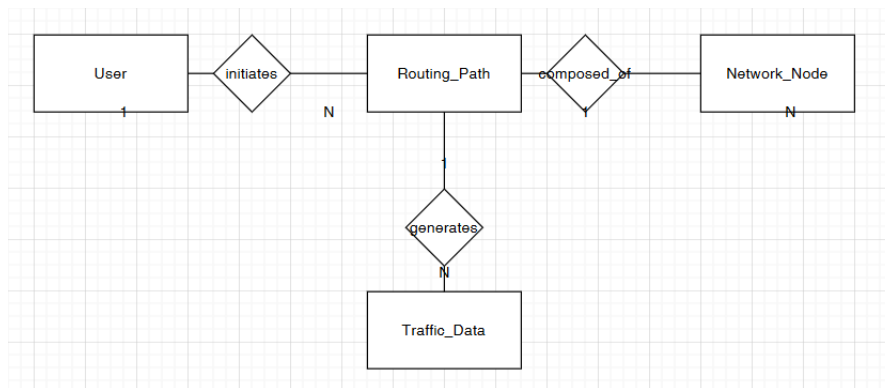 User
initiates
Routing_Path
composed_of
Network_Node
1
N
1
N
1
generates
N
Traffic_Data